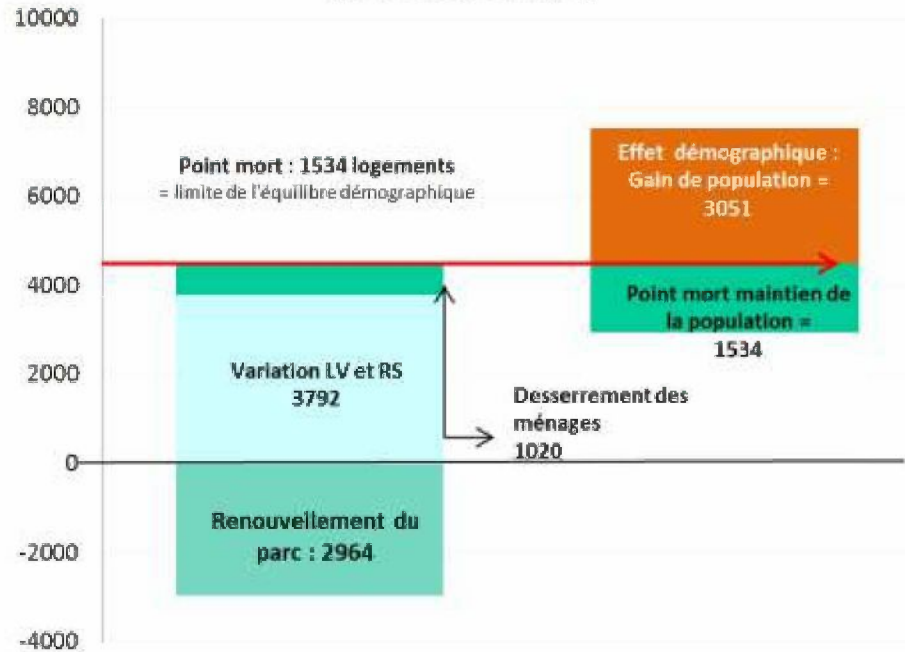 10000
8000
6000
4000
2000
0
-2000
-4000
Point mort : 1534 logements
= limite de l'équilibre démographique
Effet démographique :
Gain de population =
3051
Point mort maintien de
la population =
1534
Variation LV et RS
3792
Desserrement des
ménages
1020
Renouvellement du
parc : 2964